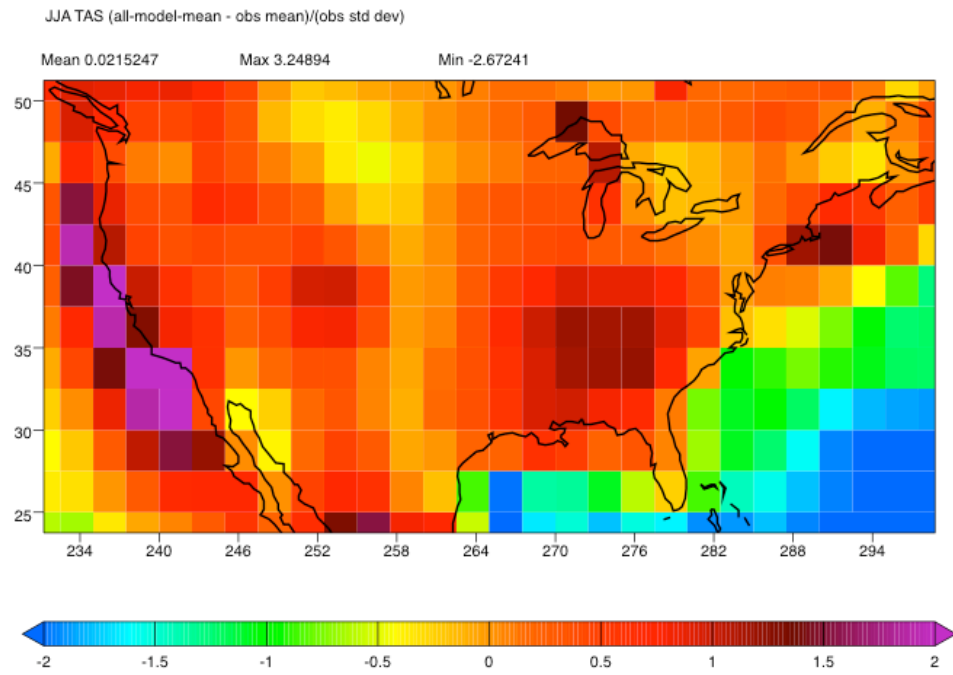 JJA TAS (all-model-mean - obs mean)/(obs std dev)
Mean 0.0215247 Max 3.24894 Min -2.67241
50
45
40
35
30
25
234 240 246 252 258 264 270 276 282 288 294
-2 -1.5 -1 -0.5 0 0.5 1 1.5 2